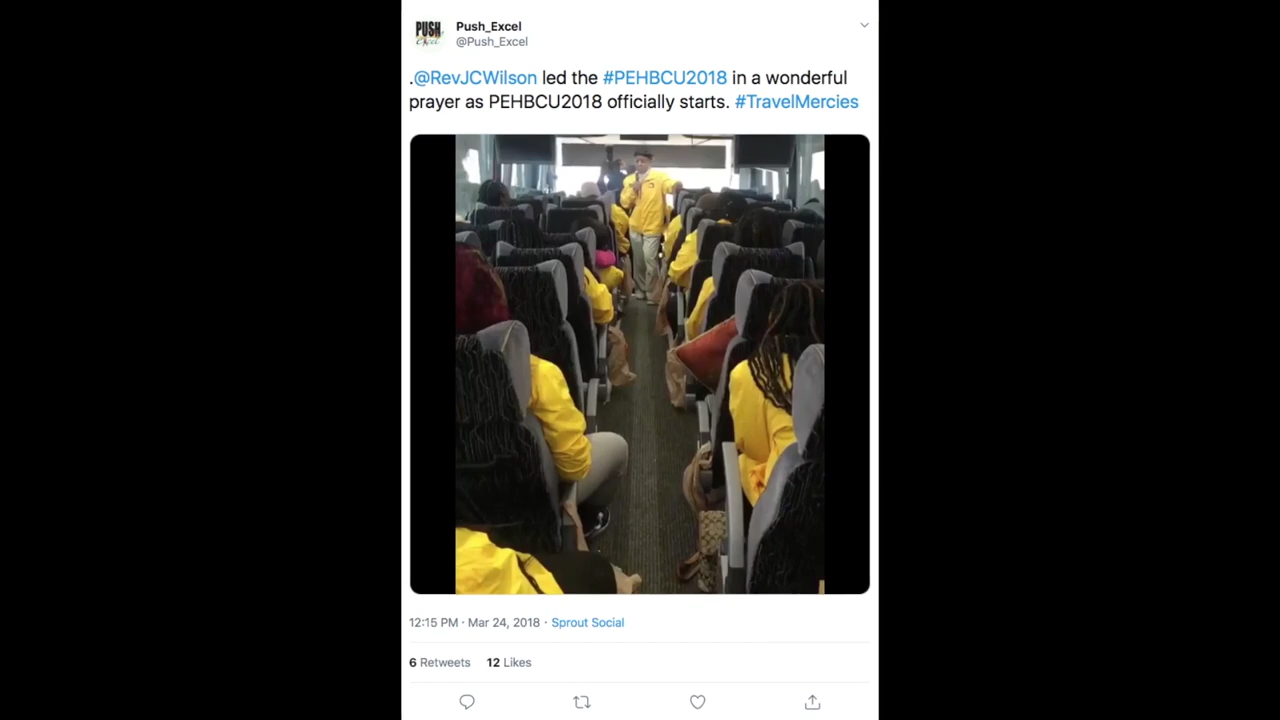 PUSH
Excel
Push_Excel
@Push_Excel
.@RevJCWilson led the #PEHBCU2018 in a wonderful
prayer as PEHBCU2018 officially starts. #TravelMercies
12:15 PM · Mar 24, 2018 · Sprout Social
6 Retweets 12 Likes